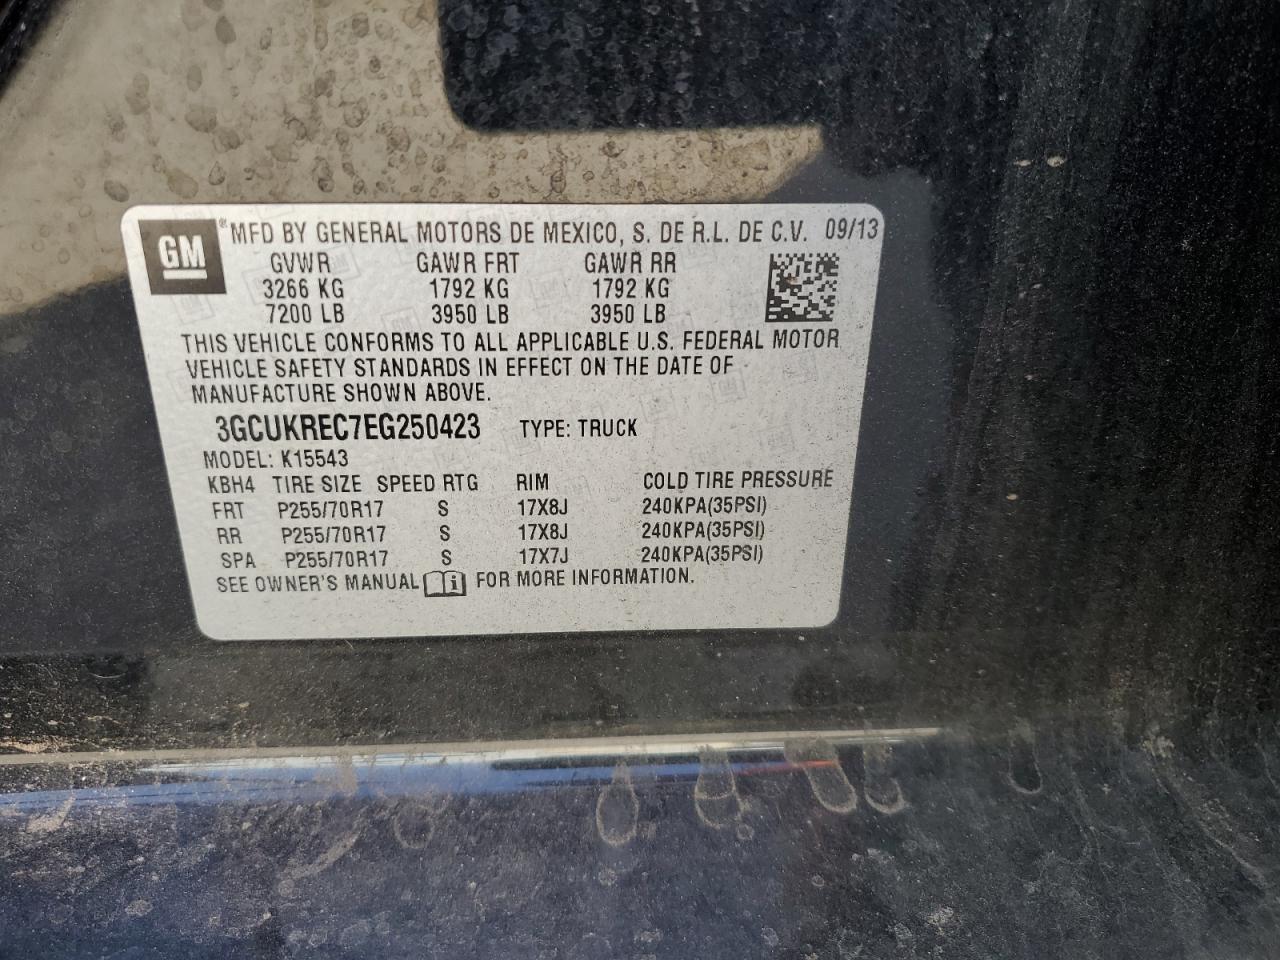 GM ® MFD BY GENERAL MOTORS DE MEXICO, S. DE R.L. DE C.V. 09/13
GVWR GAWR FRT GAWR RR
3266 KG 1792 KG 1792 KG
7200 LB 3950 LB 3950 LB
THIS VEHICLE CONFORMS TO ALL APPLICABLE U.S. FEDERAL MOTOR
VEHICLE SAFETY STANDARDS IN EFFECT ON THE DATE OF
MANUFACTURE SHOWN ABOVE.
3GCUKREC7EG250423 TYPE: TRUCK
MODEL: K15543
KBH4 TIRE SIZE SPEED RTG RIM COLD TIRE PRESSURE
FRT P255/70R17 S 17X8J 240KPA(35PSI)
RR P255/70R17 S 17X8J 240KPA(35PSI)
SPA P255/70R17 S 17X7J 240KPA(35PSI)
SEE OWNER'S MANUAL i FOR MORE INFORMATION.